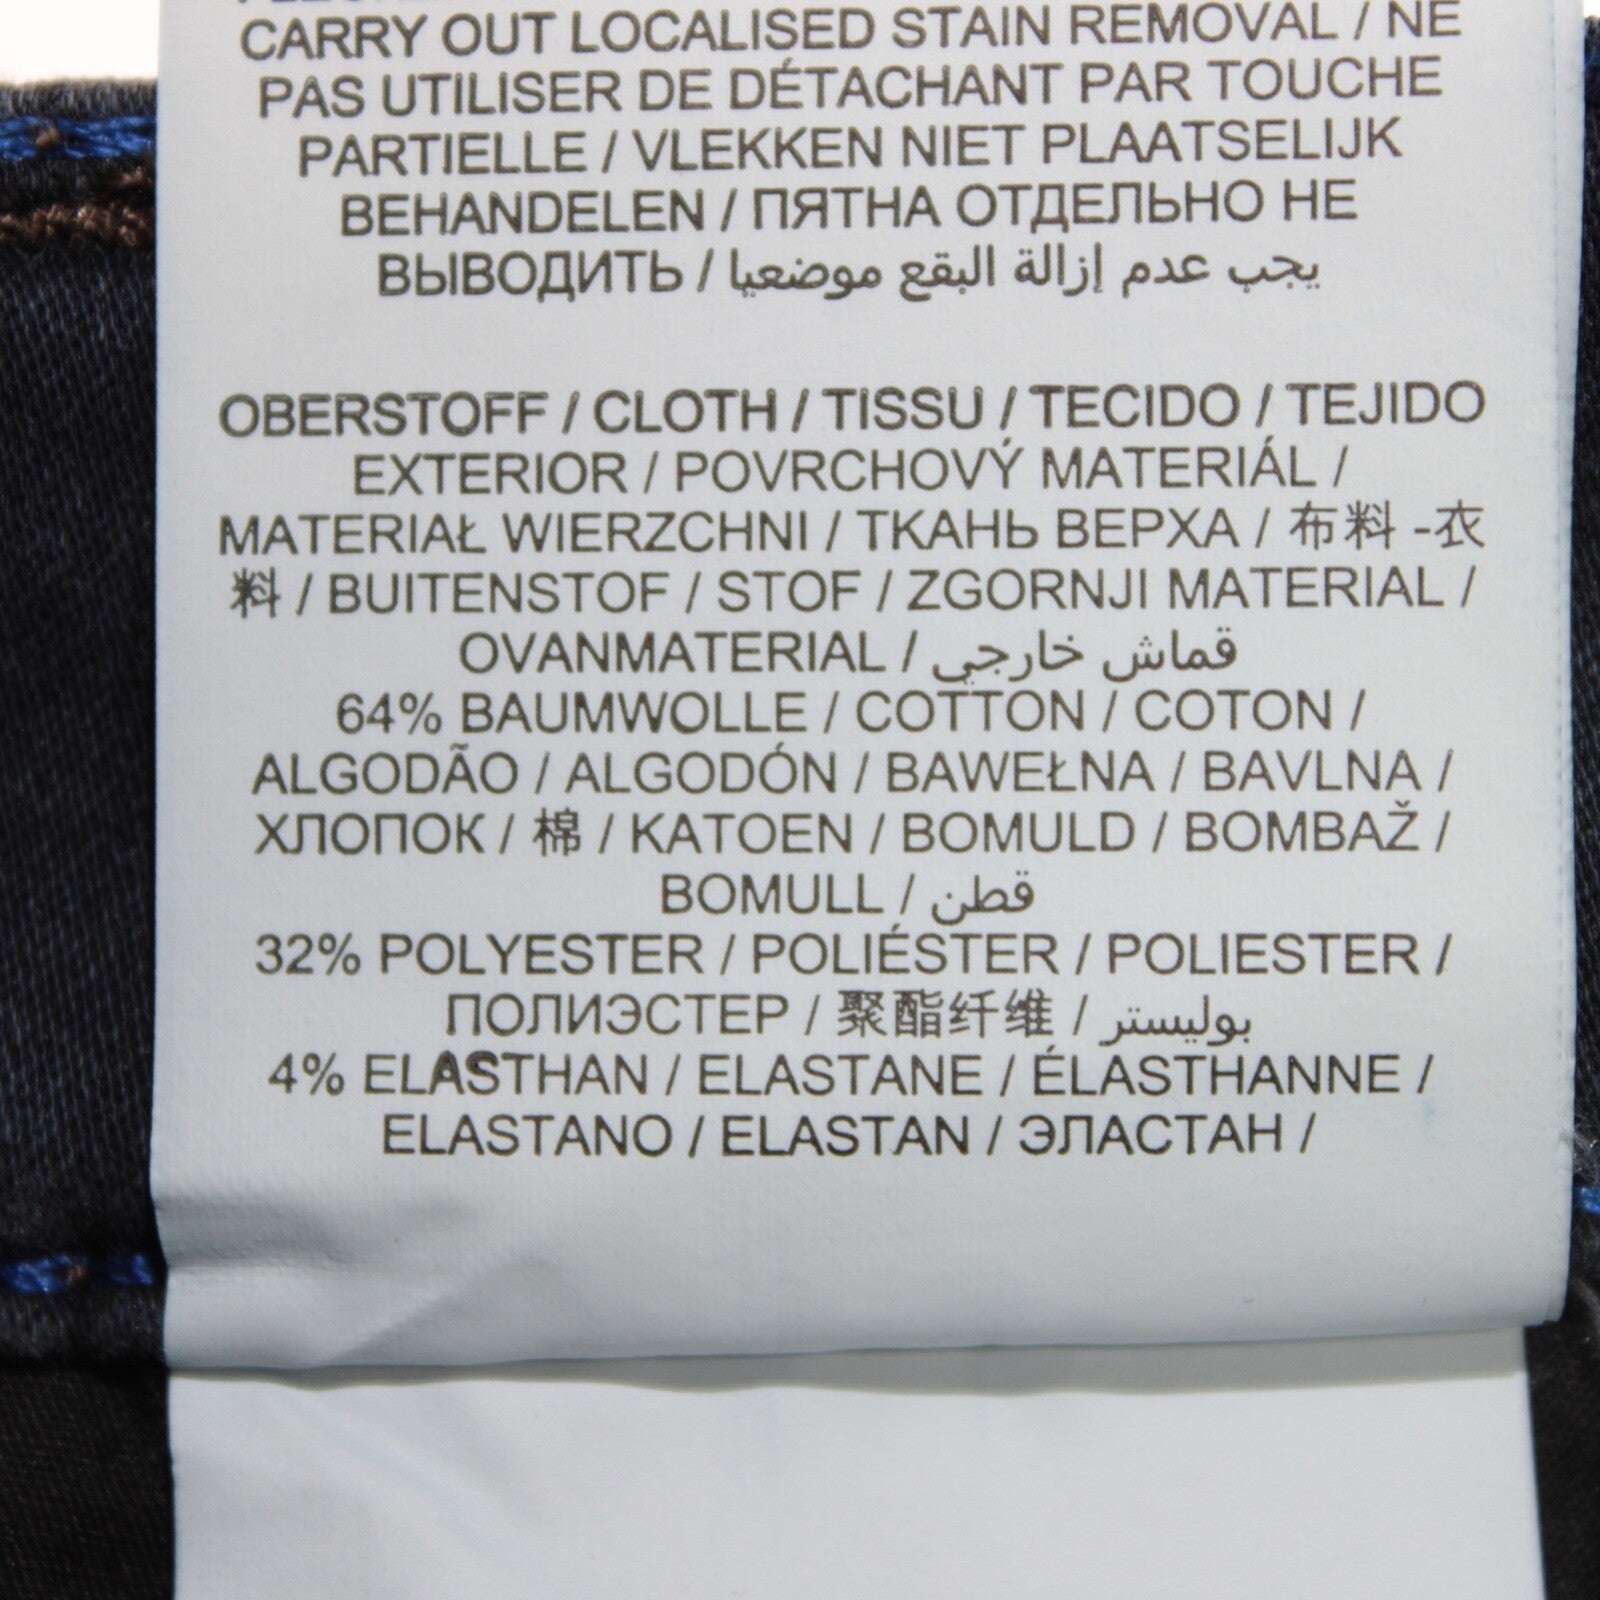 CARRY OUT LOCALISED STAIN REMOVAL / NE
PAS UTILISER DE DÉTACHANT PAR TOUCHE
PARTIELLE / VLEKKEN NIET PLAATSELIJK
BEHANDELEN / ПЯТНА ОТДЕЛЬНО НЕ
ВЫВОДИТЬ / يجب عدم إزالة البقع موضعيا
OBERSTOFF / CLOTH / TISSU / TECIDO / TEJIDO
EXTERIOR / POVRCHOVÝ MATERIÁL /
MATERIAŁ WIERZCHNI / ТКАНЬ ВЕРХА / 布料 -衣
料 / BUITENSTOF / STOF / ZGORNJI MATERIAL /
OVANMATERIAL / قماش خارجي
64% BAUMWOLLE / COTTON / COTON /
ALGODÃO / ALGODÓN / BAWEŁNA / BAVLNA /
ХЛОПОК / 棉 / KATOEN / BOMULD / BOMBAŽ /
BOMULL / قطن
32% POLYESTER / POLIÉSTER / POLIESTER /
ПОЛИЭСТЕР / 聚酯纤维 / بوليستر
4% ELASTHAN / ELASTANE / ÉLASTHANNE /
ELASTANO / ELASTAN / ЭЛАСТАН /